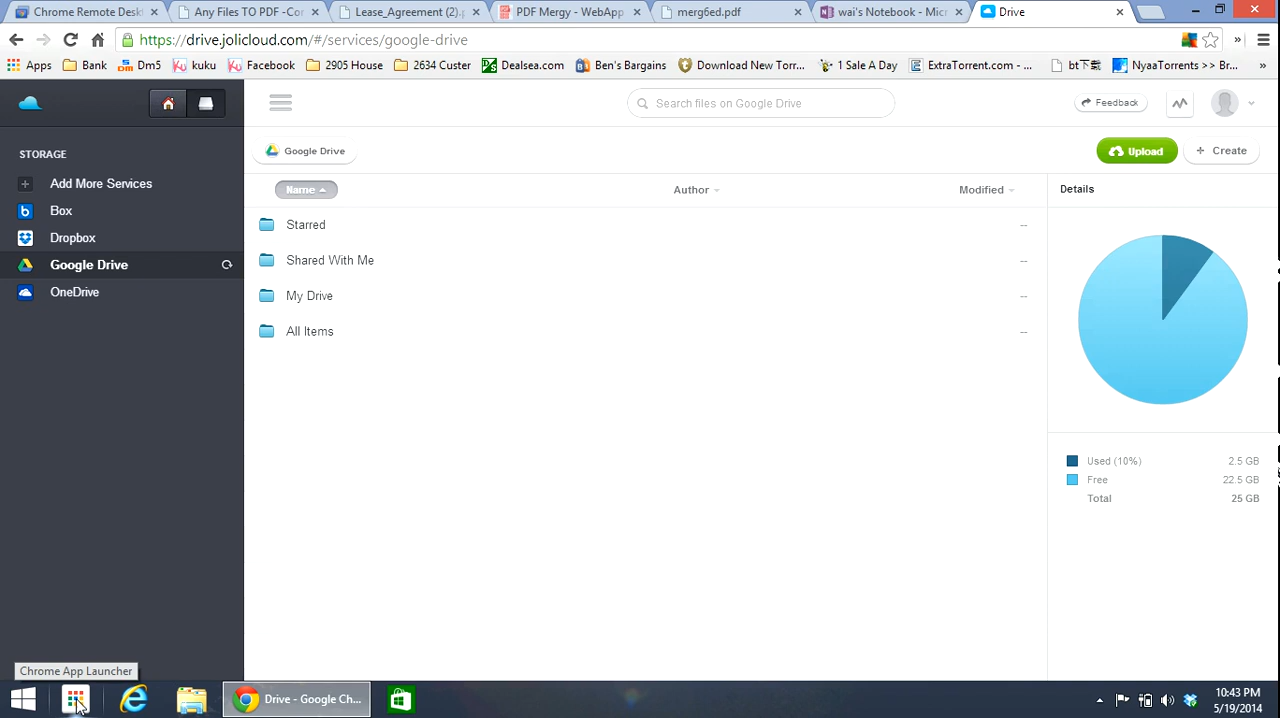 Chrome Remote Desk
Any Files TO PDF -Con
Lease_Agreement (2).p
PDF Mergy - WebApp
merg6ed.pdf
wai's Notebook - Micr
Drive
https://drive.jolicloud.com/#/services/google-drive
Apps
Bank
Dm5
kuku
Facebook
2905 House
2634 Custer
Dealsea.com
Ben's Bargains
Download New Torr...
1 Sale A Day
ExtraTorrent.com - ...
bt下载
NyaaTorrents >> Br...
Search files on Google Drive
Feedback
STORAGE
Add More Services
Box
Dropbox
Google Drive
OneDrive
Google Drive
Upload
+ Create
Name
Author
Modified
Details
Starred --
Shared With Me --
My Drive --
All Items --
Used (10%) 2.5 GB
Free 22.5 GB
Total 25 GB
Chrome App Launcher
Drive - Google Ch...
10:43 PM
5/19/2014